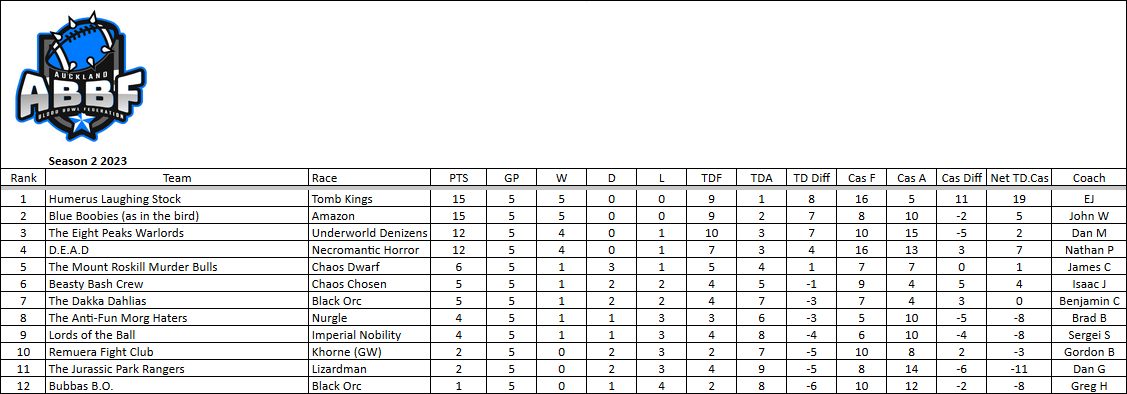 AUCKLAND
ABBF
BLOOD BOWL FEDERATION
Season 2 2023
Rank Team Race PTS GP W D L TDF TDA TD Diff Cas F Cas A Cas Diff Net TD.Cas Coach
1 Humerus Laughing Stock Tomb Kings 15 5 5 0 0 9 1 8 16 5 11 19 EJ
2 Blue Boobies (as in the bird) Amazon 15 5 5 0 0 9 2 7 8 10 -2 5 John W
3 The Eight Peaks Warlords Underworld Denizens 12 5 4 0 1 10 3 7 10 15 -5 2 Dan M
4 D.E.A.D Necromantic Horror 12 5 4 0 1 7 3 4 16 13 3 7 Nathan P
5 The Mount Roskill Murder Bulls Chaos Dwarf 6 5 1 3 1 5 4 1 7 7 0 1 James C
6 Beasty Bash Crew Chaos Chosen 5 5 1 2 2 4 5 -1 9 4 5 4 Isaac J
7 The Dakka Dahlias Black Orc 5 5 1 2 2 4 7 -3 7 4 3 0 Benjamin C
8 The Anti-Fun Morg Haters Nurgle 4 5 1 1 3 3 6 -3 5 10 -5 -8 Brad B
9 Lords of the Ball Imperial Nobility 4 5 1 1 3 4 8 -4 6 10 -4 -8 Sergei S
10 Remuera Fight Club Khorne (GW) 2 5 0 2 3 2 7 -5 10 8 2 -3 Gordon B
11 The Jurassic Park Rangers Lizardman 2 5 0 2 3 4 9 -5 8 14 -6 -11 Dan G
12 Bubbas B.O. Black Orc 1 5 0 1 4 2 8 -6 10 12 -2 -8 Greg H